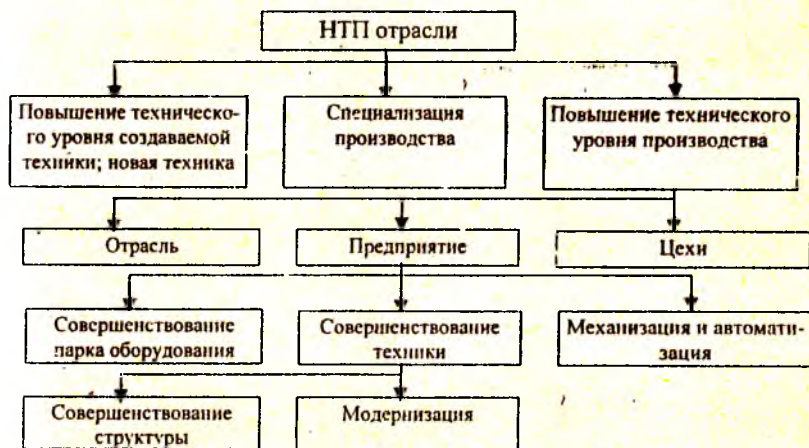 НТП отрасли
Повышение техническо-
го уровня создаваемой
техники; новая техника
Специализация
производства
Повышение технического
уровня производства
Отрасль
Предприятие
Цехи
Совершенствование
парка оборудования
Совершенствование
техники
Механизация и автомати-
зация
Совершенствование
структуры
Модернизация